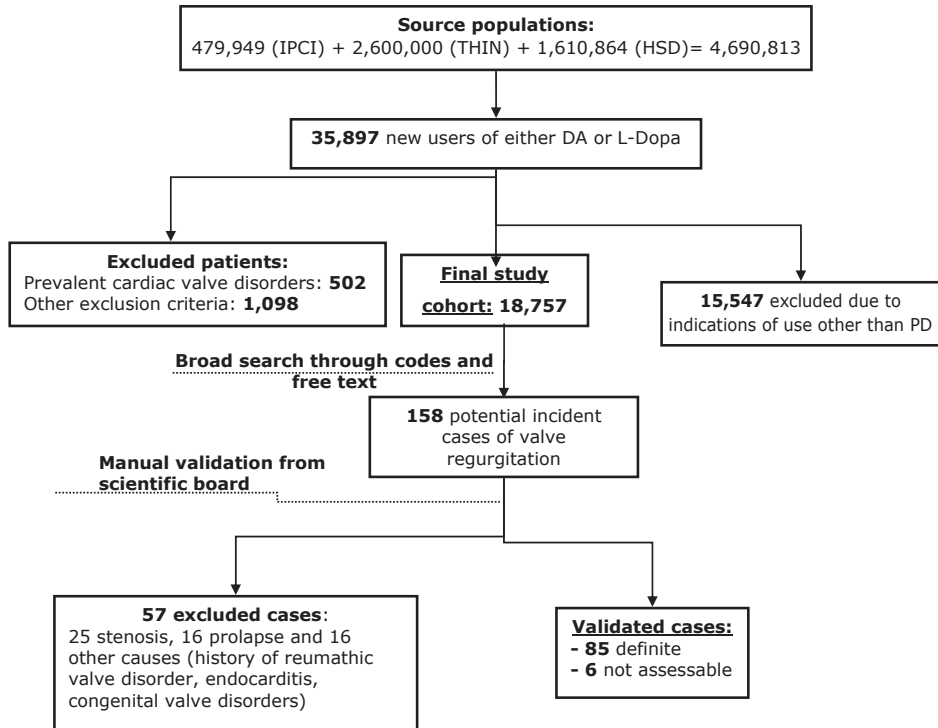 Source populations:
479,949 (IPCI) + 2,600,000 (THIN) + 1,610,864 (HSD)= 4,690,813
35,897 new users of either DA or L-Dopa
Excluded patients:
Prevalent cardiac valve disorders: 502
Other exclusion criteria: 1,098
Final study
cohort: 18,757
15,547 excluded due to
indications of use other than PD
Broad search through codes and
free text
158 potential incident
cases of valve
regurgitation
Manual validation from
scientific board
57 excluded cases:
25 stenosis, 16 prolapse and 16
other causes (history of reumathic
valve disorder, endocarditis,
congenital valve disorders)
Validated cases:
- 85 definite
- 6 not assessable